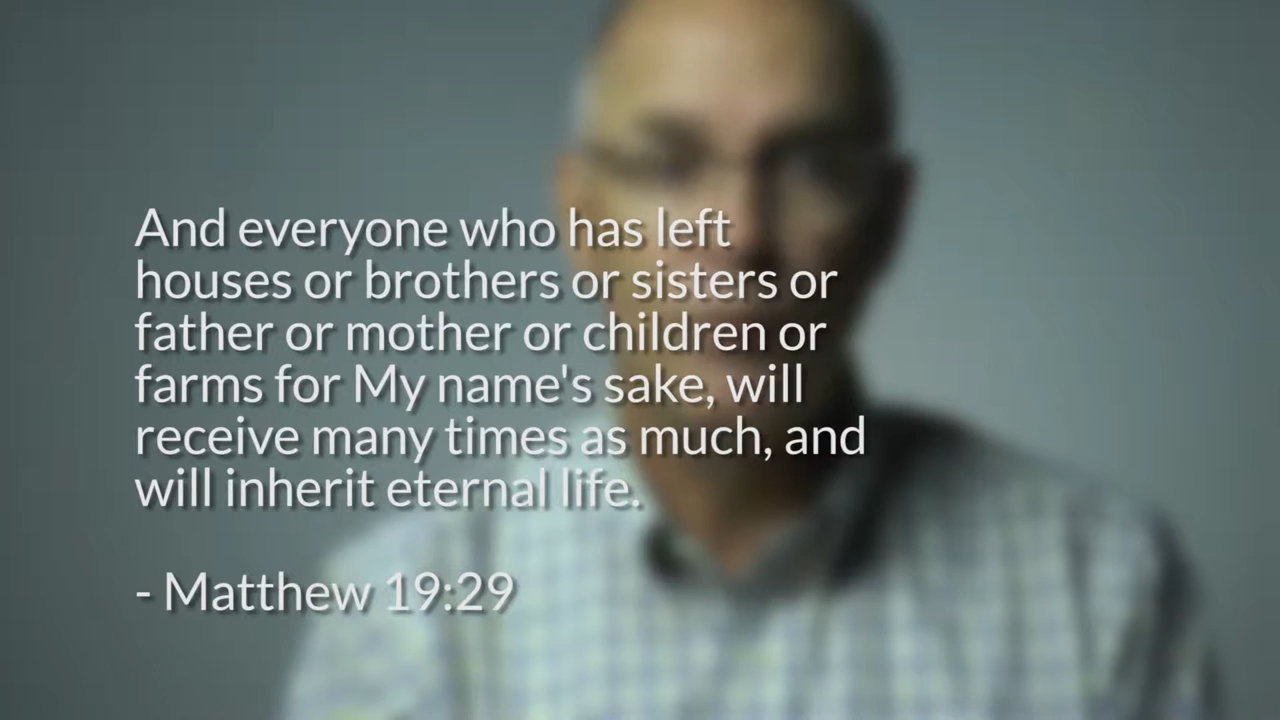 And everyone who has left
houses or brothers or sisters or
father or mother or children or
farms for My name's sake, will
receive many times as much, and
will inherit eternal life.
- Matthew 19:29